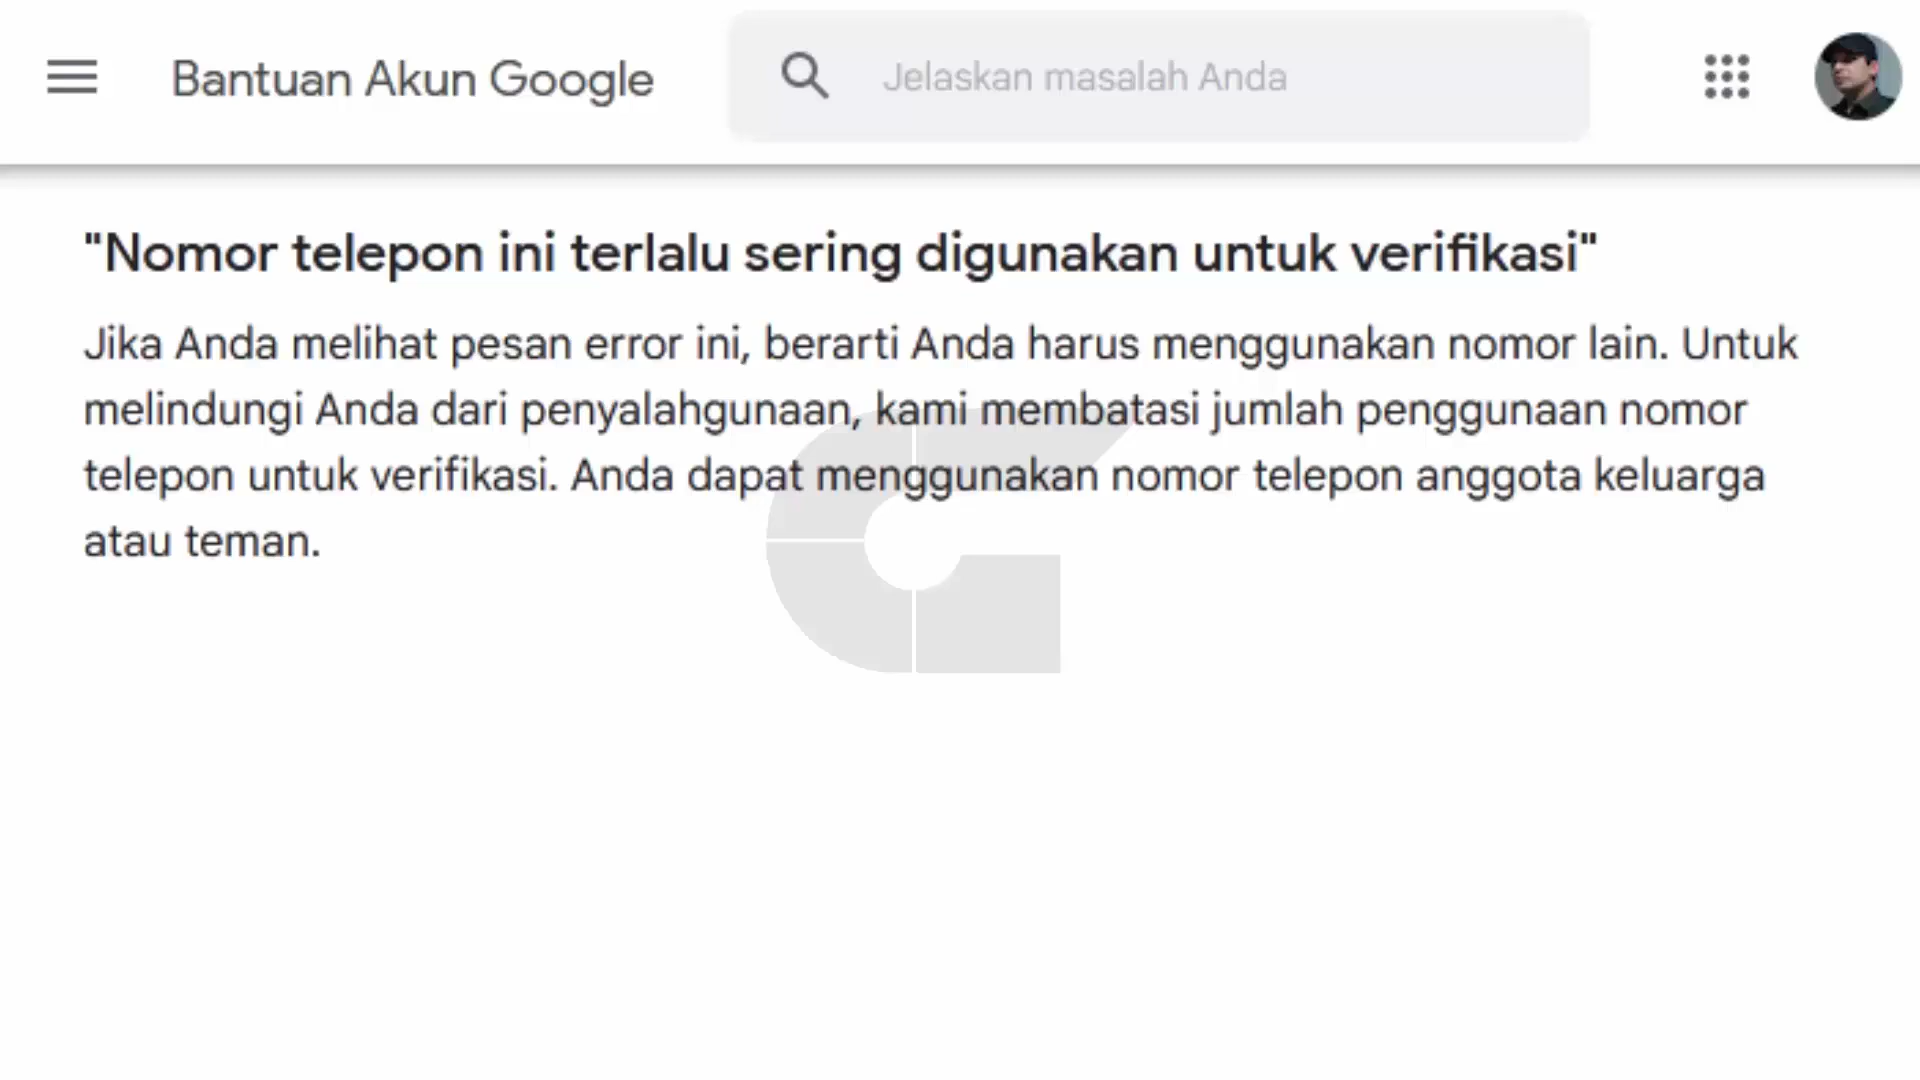 Bantuan Akun Google
Jelaskan masalah Anda
"Nomor telepon ini terlalu sering digunakan untuk verifikasi"
Jika Anda melihat pesan error ini, berarti Anda harus menggunakan nomor lain. Untuk
melindungi Anda dari penyalahgunaan, kami membatasi jumlah penggunaan nomor
telepon untuk verifikasi. Anda dapat menggunakan nomor telepon anggota keluarga
atau teman.